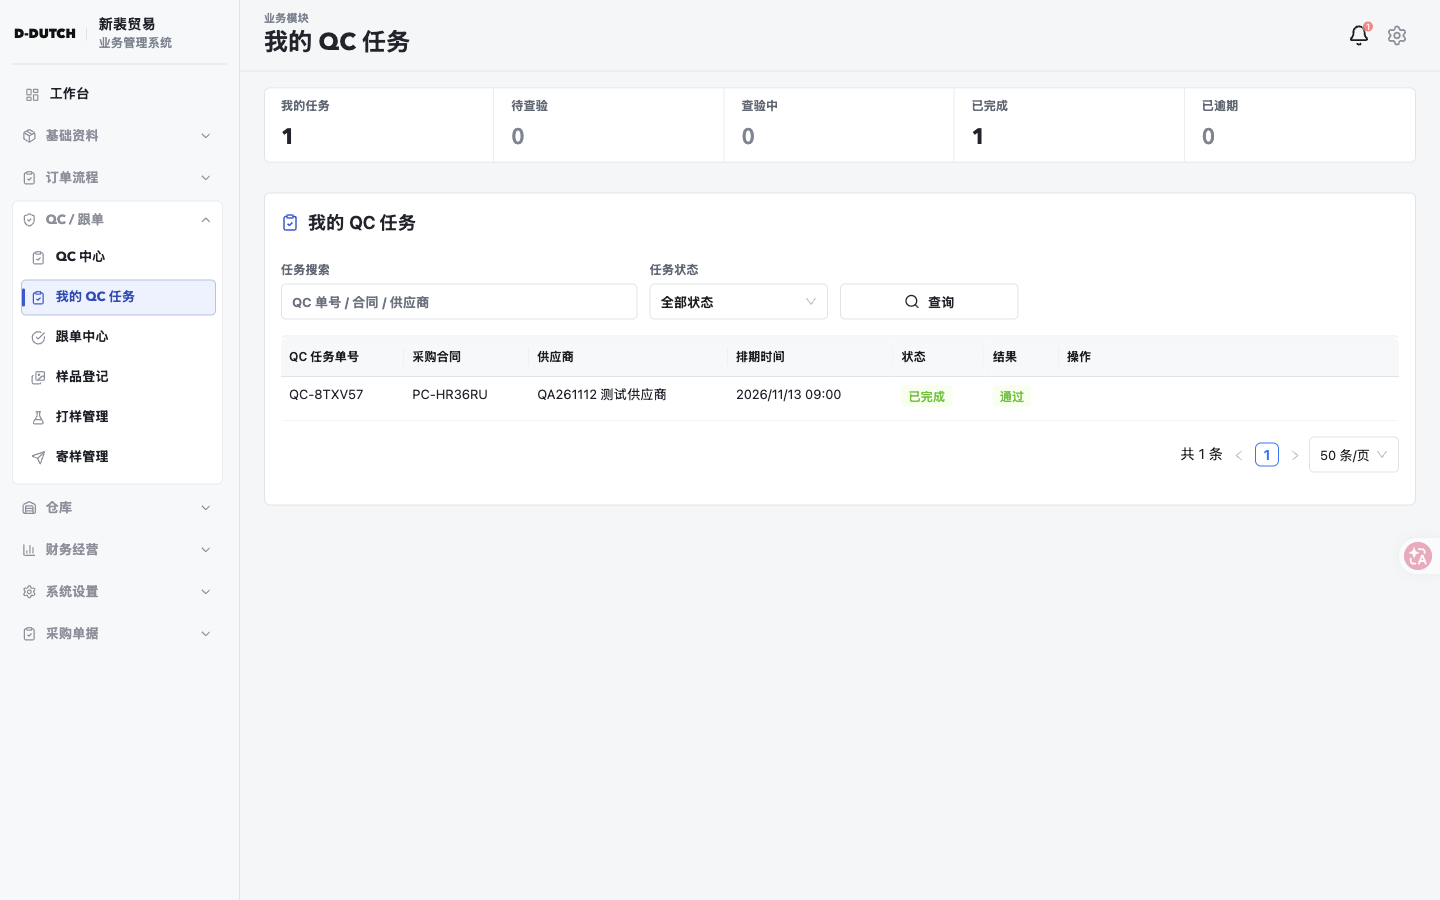 D-DUTCH
新裴贸易
业务管理系统
工作台
基础资料
订单流程
QC / 跟单
QC 中心
我的 QC 任务
跟单中心
样品登记
打样管理
寄样管理
仓库
财务经营
系统设置
采购单据
业务模块
我的 QC 任务
1
我的任务
1
待查验
0
查验中
0
已完成
1
已逾期
0
我的 QC 任务
任务搜索
QC 单号 / 合同 / 供应商
任务状态
全部状态
查询
QC 任务单号 采购合同 供应商 排期时间 状态 结果 操作
QC-8TXV57 PC-HR36RU QA261112 测试供应商 2026/11/13 09:00 已完成 通过
共 1 条 1 50 条/页